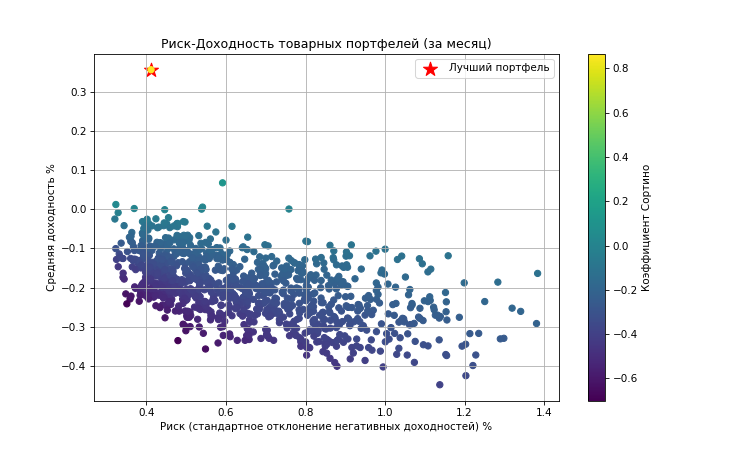 Риск-Доходность товарных портфелей (за месяц)
Лучший портфель
Средняя доходность %
0.3
0.2
0.1
0.0
−0.1
−0.2
−0.3
−0.4
0.4 0.6 0.8 1.0 1.2 1.4
Риск (стандартное отклонение негативных доходностей) %
0.8
0.6
0.4
0.2
0.0
−0.2
−0.4
−0.6
Коэффициент Сортино